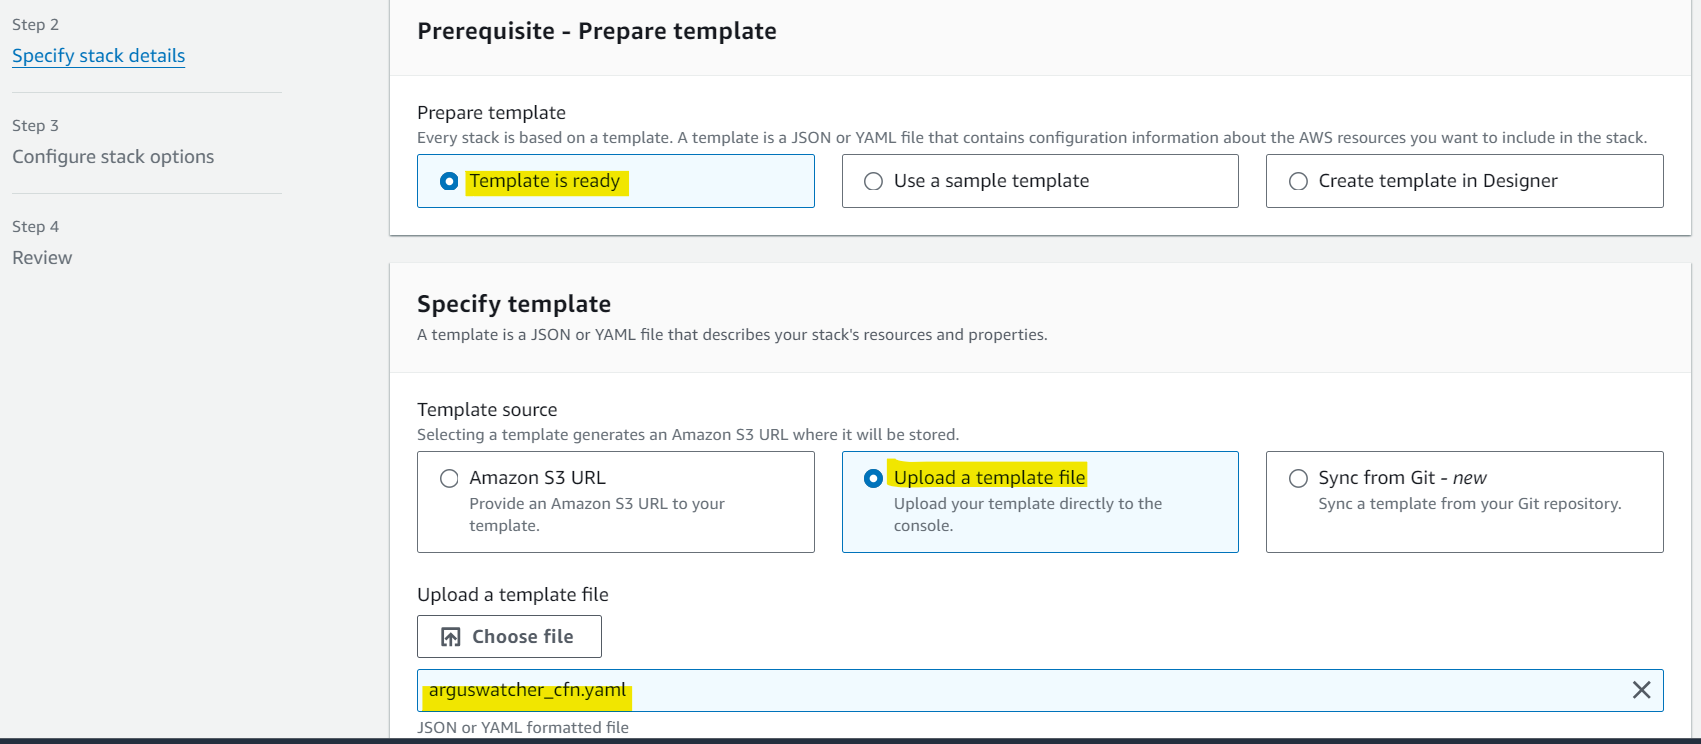 Step 2
Specify stack details
Step 3
Configure stack options
Step 4
Review
Prerequisite - Prepare template
Prepare template
Every stack is based on a template. A template is a JSON or YAML file that contains configuration information about the AWS resources you want to include in the stack.
Template is ready
Use a sample template
Create template in Designer
Specify template
A template is a JSON or YAML file that describes your stack's resources and properties.
Template source
Selecting a template generates an Amazon S3 URL where it will be stored.
Amazon S3 URL
Provide an Amazon S3 URL to your
template.
Upload a template file
Upload your template directly to the
console.
Sync from Git - new
Sync a template from your Git repository.
Upload a template file
Choose file
arguswatcher_cfn.yaml
JSON or YAML formatted file